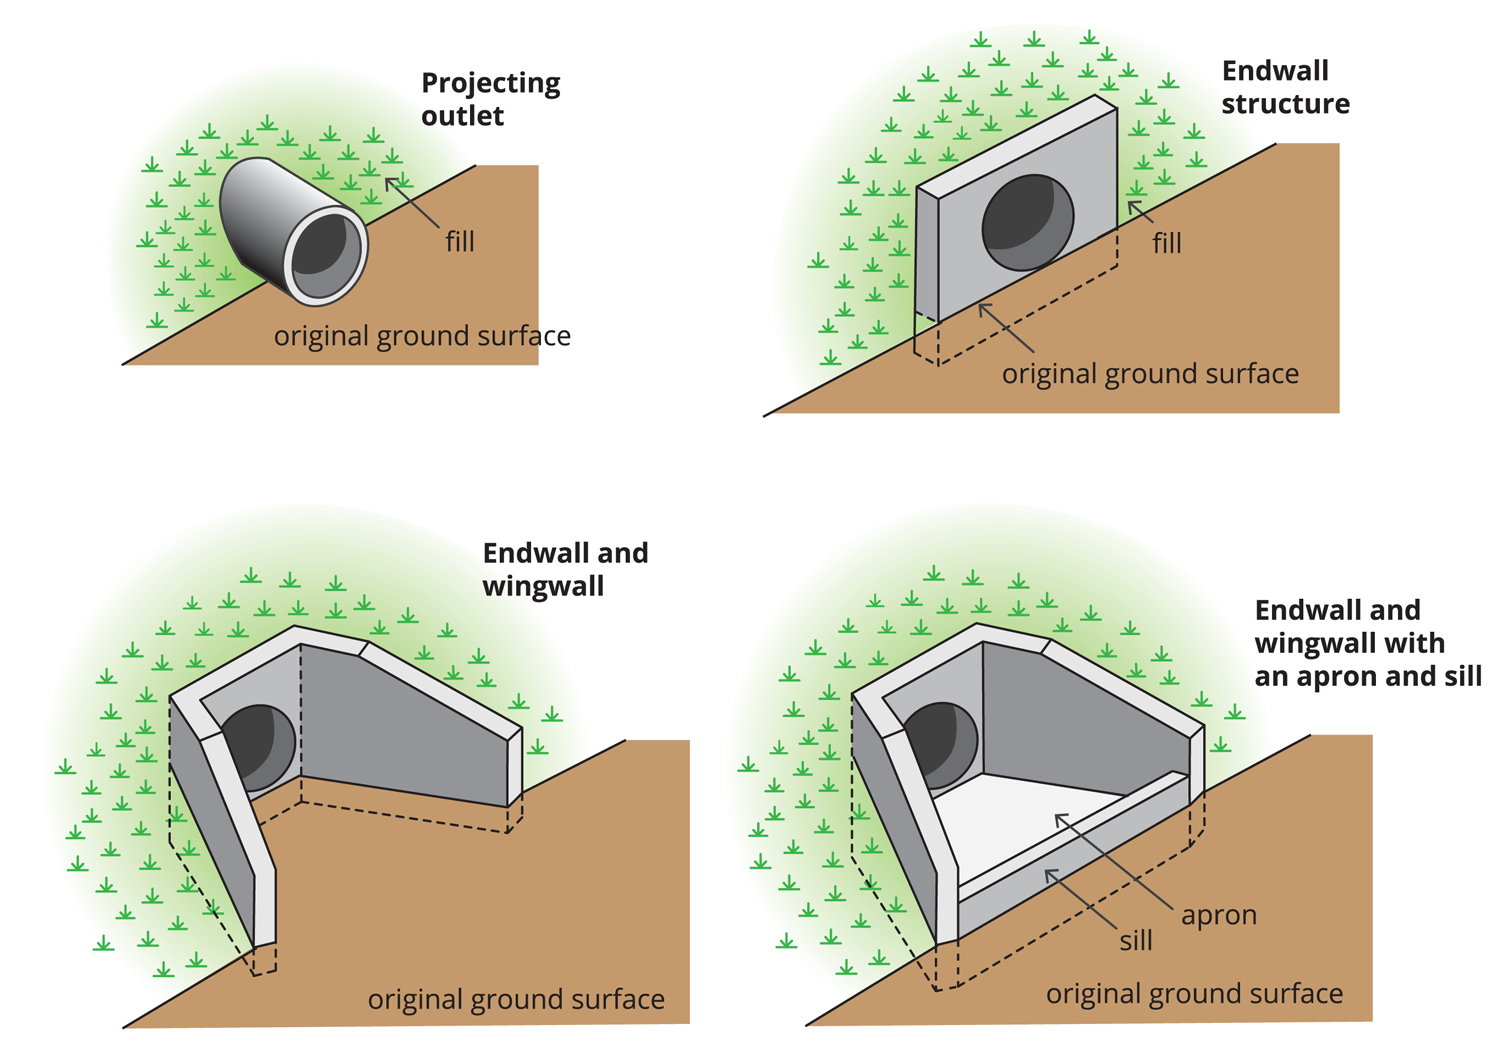 Projecting
outlet
fill
original ground surface
Endwall
structure
fill
original ground surface
Endwall and
wingwall
original ground surface
Endwall and
wingwall with
an apron and sill
apron
sill
original ground surface